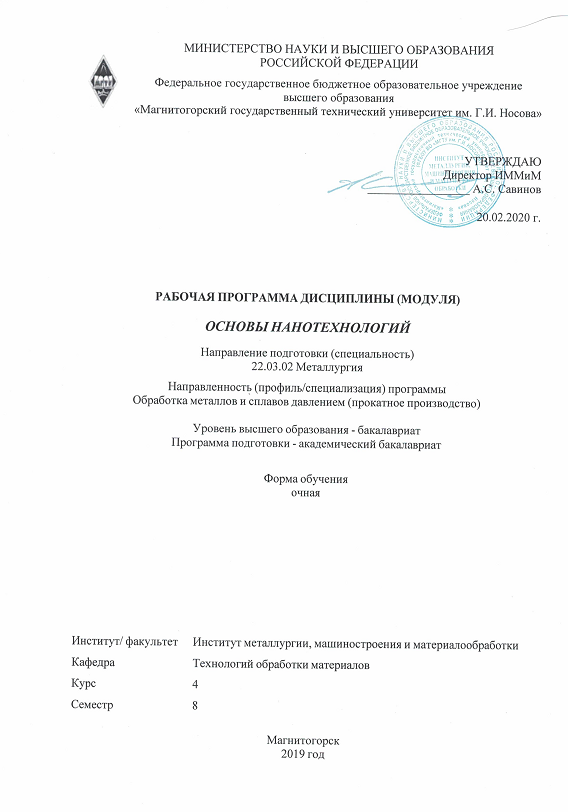 МИНИСТЕРСТВО НАУКИ И ВЫСШЕГО ОБРАЗОВАНИЯ
РОССИЙСКОЙ ФЕДЕРАЦИИ
Федеральное государственное бюджетное образовательное учреждение
высшего образования
«Магнитогорский государственный технический университет им. Г.И. Носова»
УТВЕРЖДАЮ
Директор ИММиМ
А.С. Савинов
20.02.2020 г.
РАБОЧАЯ ПРОГРАММА ДИСЦИПЛИНЫ (МОДУЛЯ)
ОСНОВЫ НАНОТЕХНОЛОГИЙ
Направление подготовки (специальность)
22.03.02 Металлургия
Направленность (профиль/специализация) программы
Обработка металлов и сплавов давлением (прокатное производство)
Уровень высшего образования - бакалавриат
Программа подготовки - академический бакалавриат
Форма обучения
очная
Институт/ факультет Институт металлургии, машиностроения и материалообработки
Кафедра Технологий обработки материалов
Курс 4
Семестр 8
Магнитогорск
2019 год